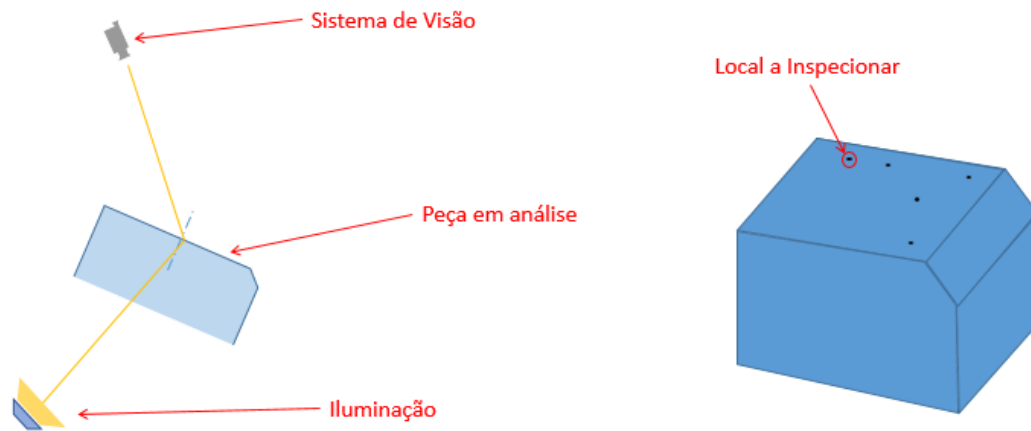 Sistema de Visão
Local a Inspecionar
Peça em análise
Iluminação